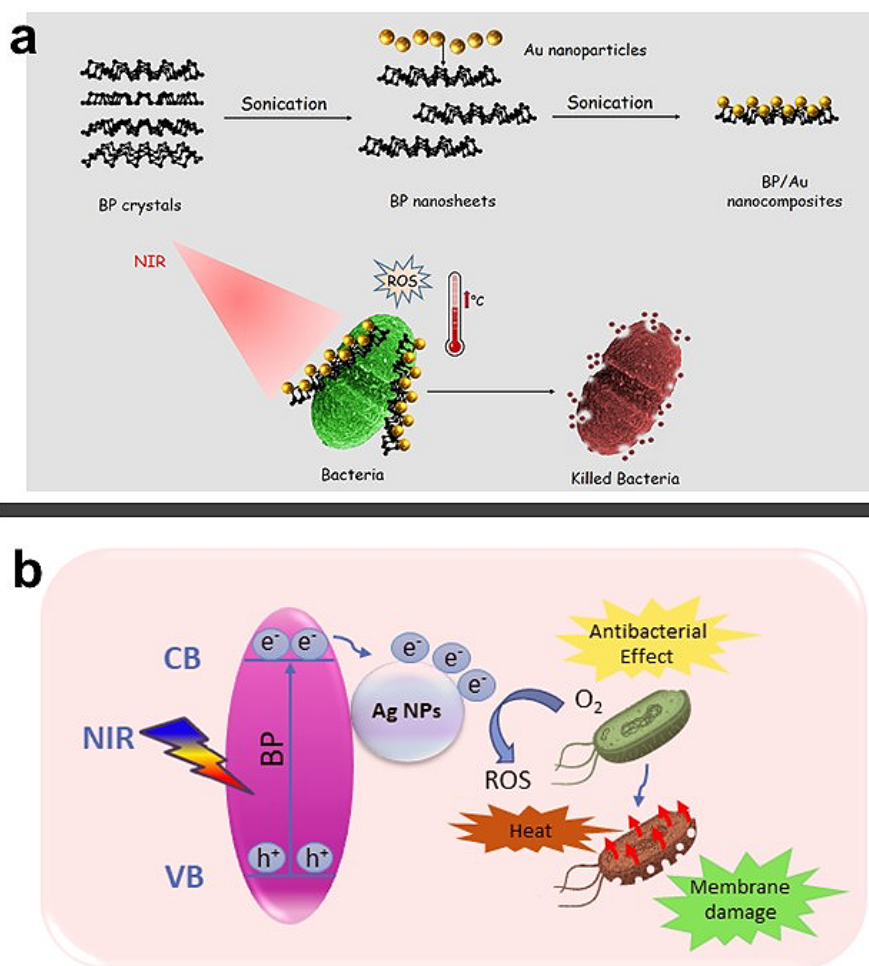 a
Au nanoparticles
Sonication
Sonication
BP crystals
BP nanosheets
BP/Au
nanocomposites
NIR
ROS
°C
Bacteria
Killed Bacteria
b
Antibacterial
Effect
CB
e⁻ e⁻
e⁻
e⁻
e⁻
Ag NPs
O₂
NIR
BP
ROS
Heat
h⁺ h⁺
VB
Membrane
damage